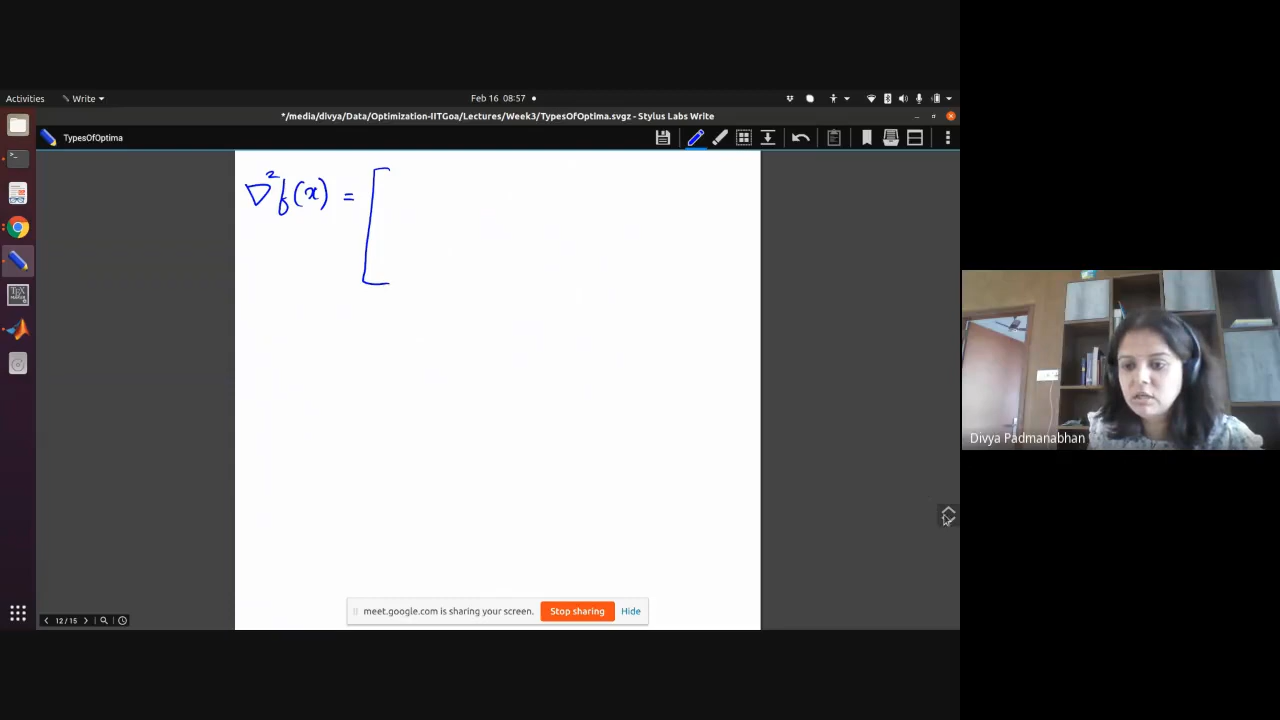 Activities
Write
Feb 16 08:57
*/media/divya/Data/Optimization-IITGoa/Lectures/Week3/TypesOfOptima.svgz - Stylus Labs Write
TypesOfOptima
∇²f(x) = [
Divya Padmanabhan
meet.google.com is sharing your screen.
Stop sharing
Hide
12 / 15